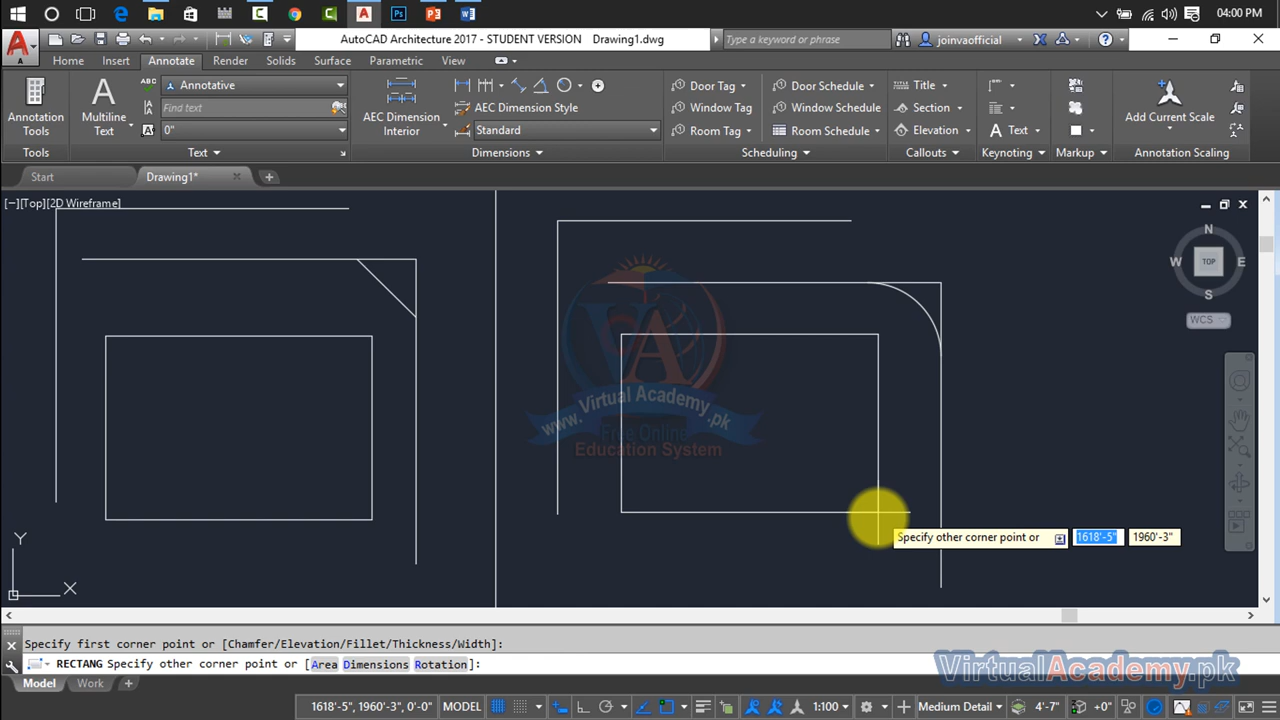 04:00 PM
AutoCAD Architecture 2017 - STUDENT VERSION Drawing1.dwg
Type a keyword or phrase
joinvaofficial
Home Insert Annotate Render Solids Surface Parametric View
Annotation Tools
Tools
Multiline Text
Annotative
Find text
0"
Text
AEC Dimension Interior
AEC Dimension Style
Standard
Dimensions
Door Tag
Window Tag
Room Tag
Door Schedule
Window Schedule
Room Schedule
Scheduling
Title
Section
Elevation
Callouts
Text
Keynoting
Markup
Add Current Scale
Annotation Scaling
Start Drawing1*
[−][Top][2D Wireframe]
N
W TOP E
S
WCS
VA
www.Virtual Academy.pk
Free Online
Education System
Specify other corner point or 1618'-5" 1960'-3"
Y
X
Specify first corner point or [Chamfer/Elevation/Fillet/Thickness/Width]:
RECTANG Specify other corner point or [Area Dimensions Rotation]:
VirtualAcademy.pk
Model Work
1618'-5", 1960'-3", 0'-0" MODEL 1:100 Medium Detail 4'-7" +0"